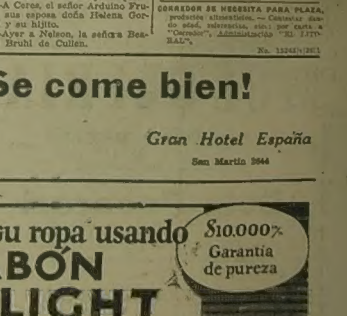 -A Ceres, el señor Arduino Fru-
sus esposa doña Helena Gor-
y su hijito.
-Ayer a Nelson, la señora Bea-
Bruhl de Cullen.
CORREDOR SE NECESITA PARA PLAZA,
productos alimenticios. — Contestar dan-
do edad, referencias, etc.: por carta a
"Corredor", Administración "EL LITO-
RAL".
Se come bien!
Gran Hotel España
San Martín 2644
su ropa usando
$10.000
Garantía
de pureza
BÓN
LIGHT